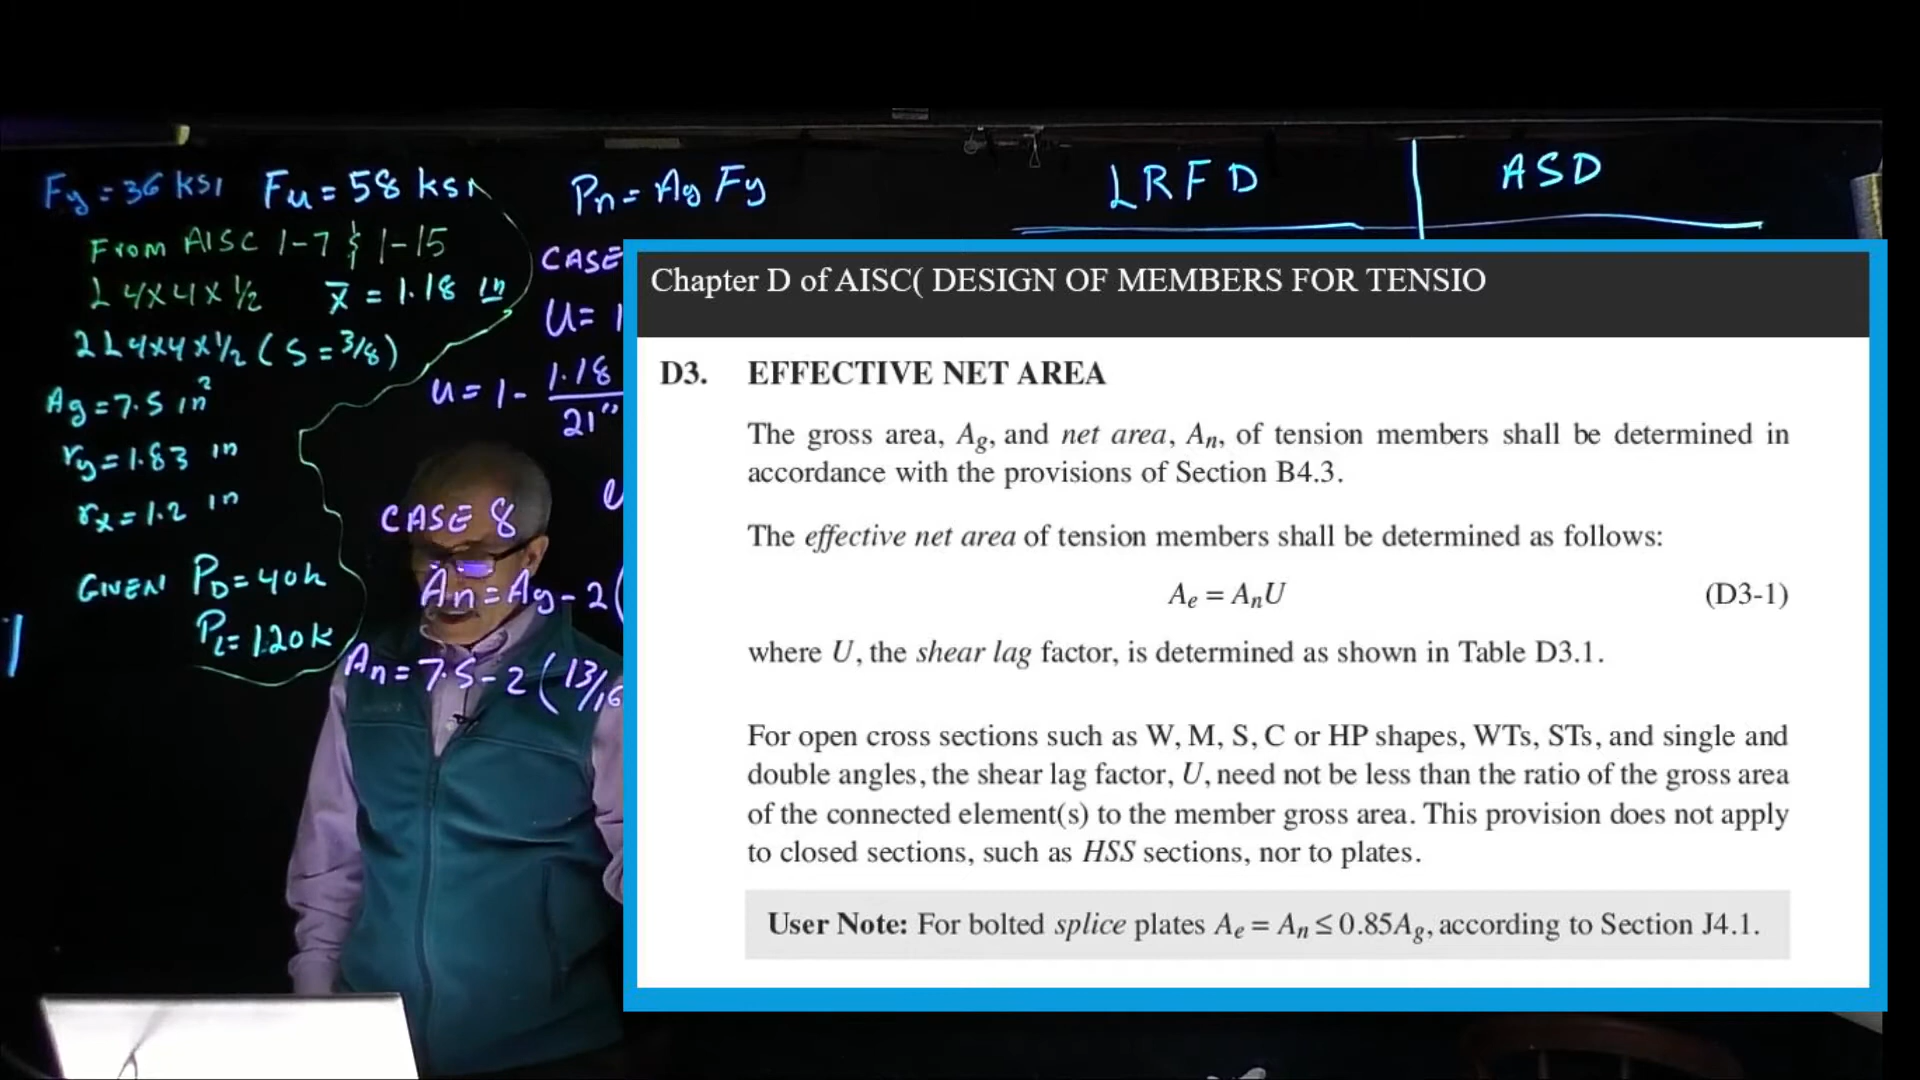 Fy = 36 ksi Fu = 58 ksi
From AISC 1-7 & 1-15
L 4x4x1/2 x̄ = 1.18 in
2L4x4x1/2 (S = 3/8)
Ag = 7.5 in²
ry = 1.83 in
rx = 1.2 in
GIVEN PD = 40k
PL = 120k
Pn = Ag Fy
CASE
U = 1
U = 1 - 1.18
21"
CASE 8
An = Ag - 2(
An = 7.5 - 2(13/16
LRFD
ASD
Chapter D of AISC( DESIGN OF MEMBERS FOR TENSIO
D3. EFFECTIVE NET AREA
The gross area, Ag, and net area, An, of tension members shall be determined in
accordance with the provisions of Section B4.3.
The effective net area of tension members shall be determined as follows:
Ae = AnU (D3-1)
where U, the shear lag factor, is determined as shown in Table D3.1.
For open cross sections such as W, M, S, C or HP shapes, WTs, STs, and single and
double angles, the shear lag factor, U, need not be less than the ratio of the gross area
of the connected element(s) to the member gross area. This provision does not apply
to closed sections, such as HSS sections, nor to plates.
User Note: For bolted splice plates Ae = An ≤ 0.85Ag, according to Section J4.1.